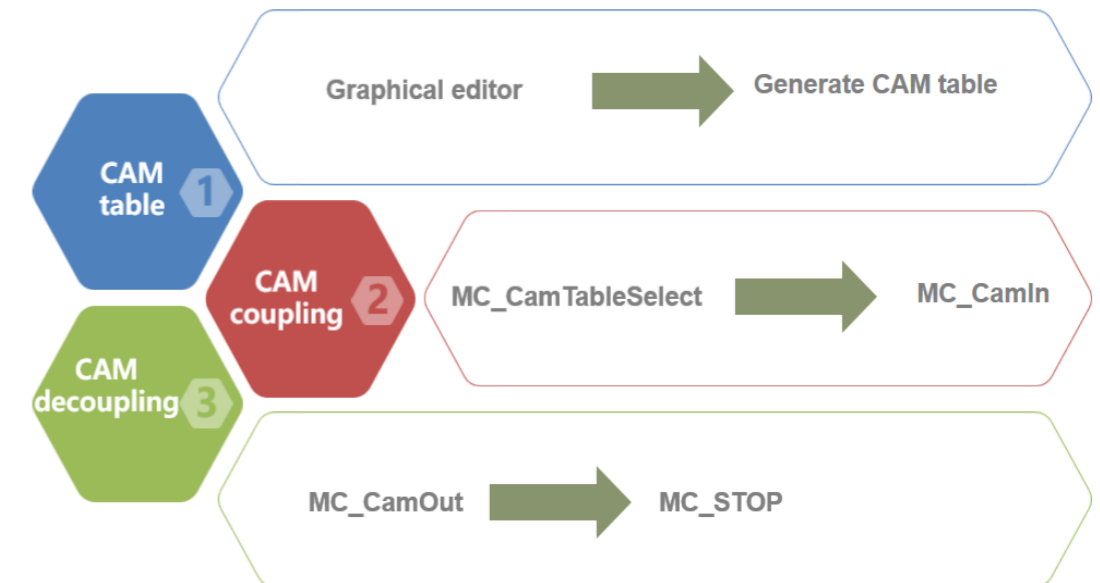 Graphical editor
Generate CAM table
CAM
table
1
CAM
coupling
2
MC_CamTableSelect
MC_CamIn
CAM
decoupling
3
MC_CamOut
MC_STOP